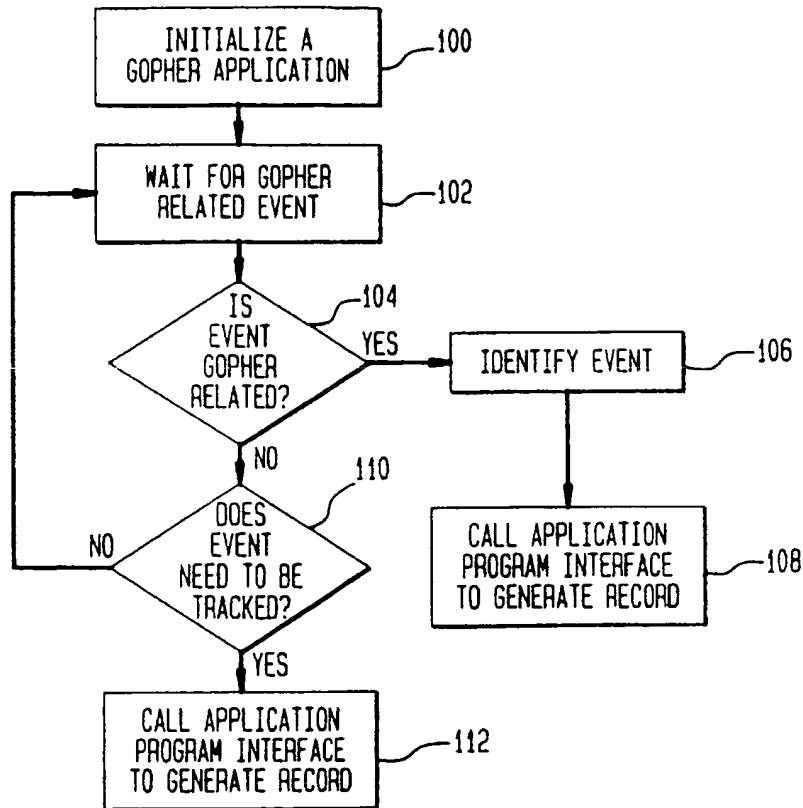 INITIALIZE A
GOPHER APPLICATION
100
WAIT FOR GOPHER
RELATED EVENT
102
IS
EVENT
GOPHER
RELATED?
104
YES
IDENTIFY EVENT
106
NO
DOES
EVENT
NEED TO BE
TRACKED?
110
NO
CALL APPLICATION
PROGRAM INTERFACE
TO GENERATE RECORD
108
YES
CALL APPLICATION
PROGRAM INTERFACE
TO GENERATE RECORD
112